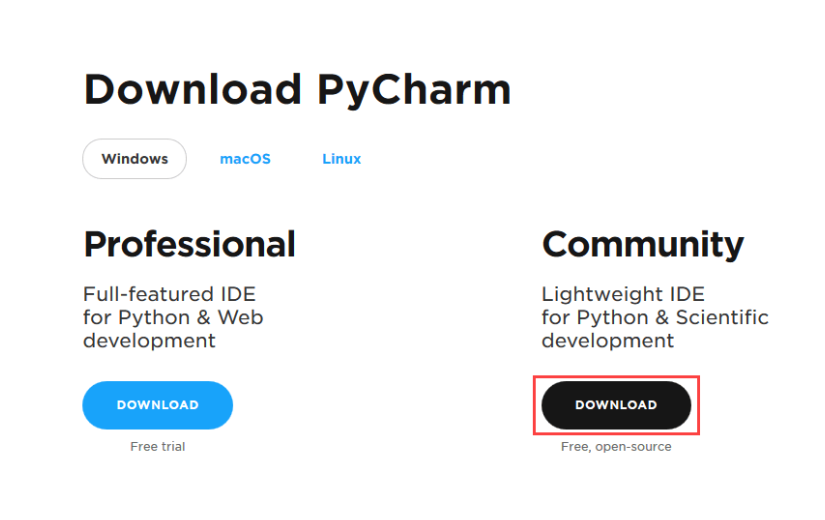 Download PyCharm
Windows macOS Linux
Professional
Full-featured IDE
for Python & Web
development
DOWNLOAD
Free trial
Community
Lightweight IDE
for Python & Scientific
development
DOWNLOAD
Free, open-source